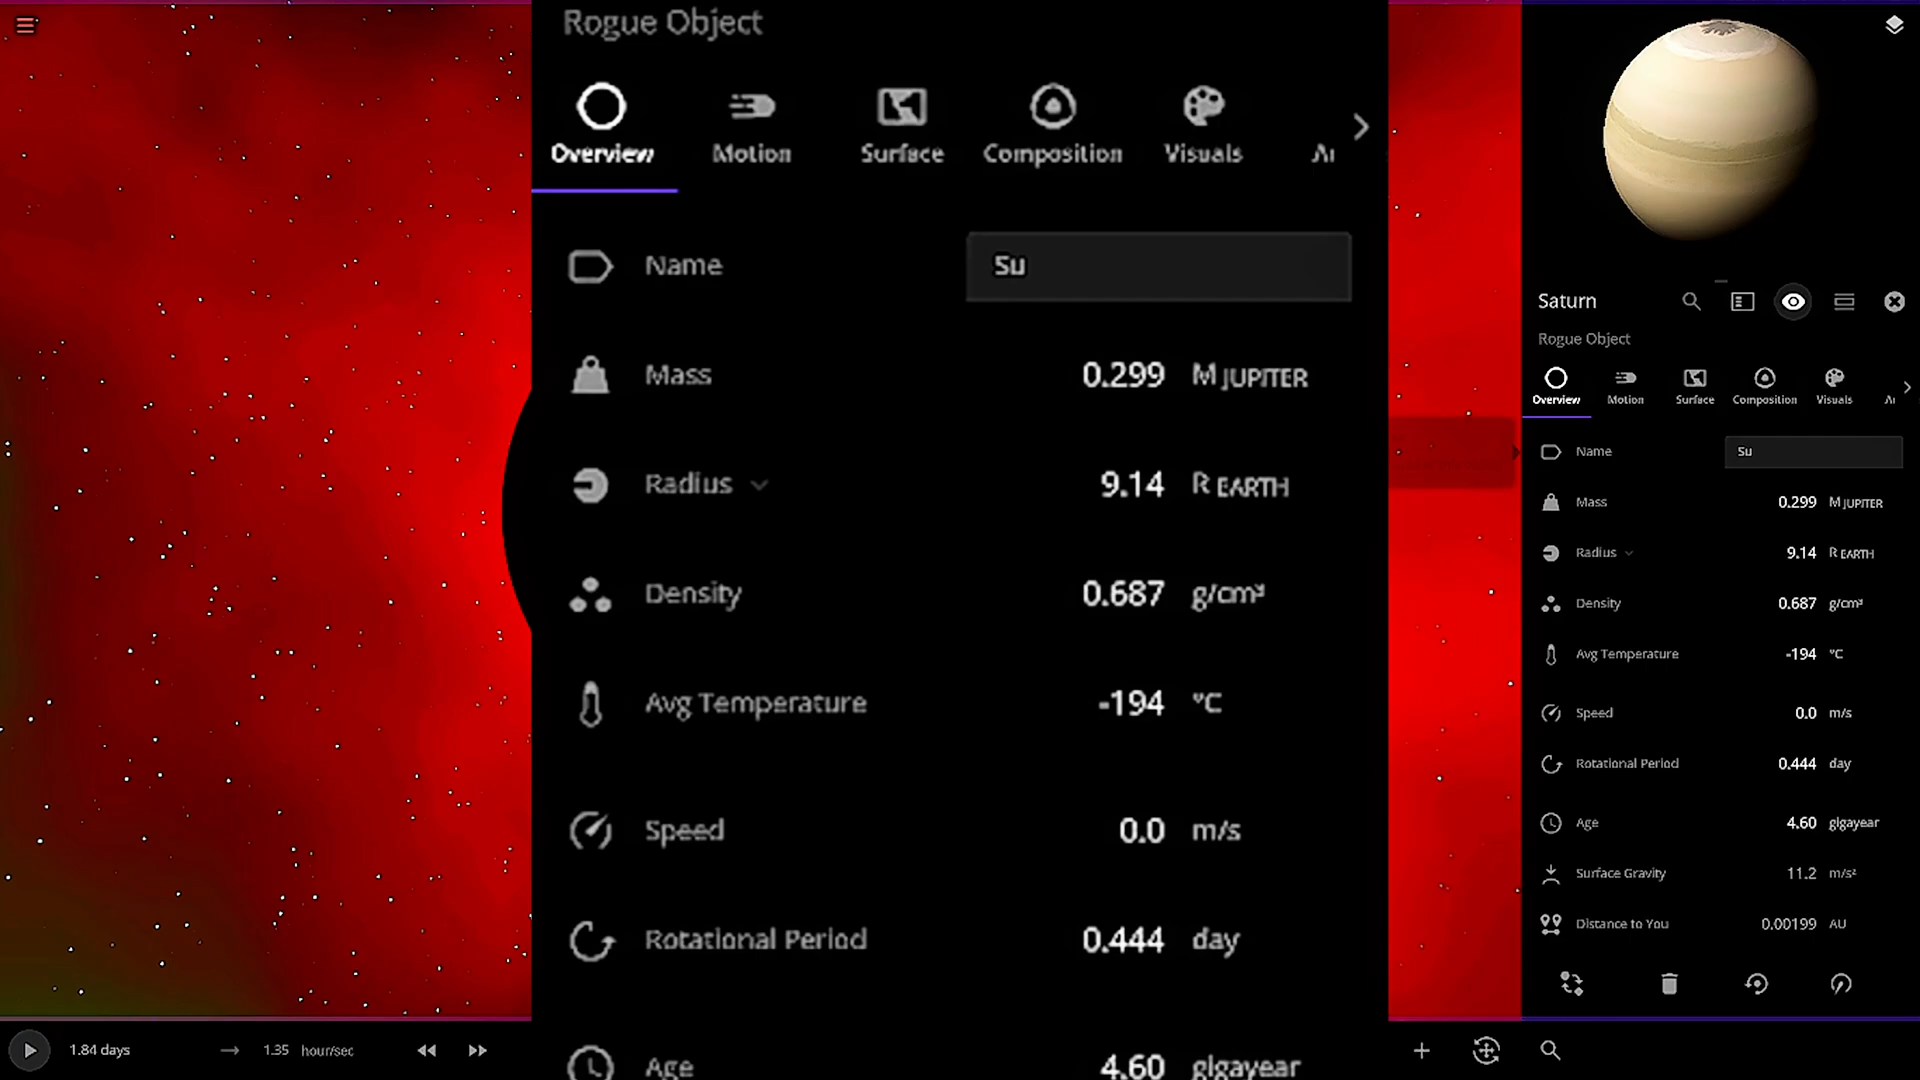 Rogue Object
Overview Motion Surface Composition Visuals
Name Su
Mass 0.299 M JUPITER
Radius 9.14 R EARTH
Density 0.687 g/cm³
Avg Temperature -194 °C
Speed 0.0 m/s
Rotational Period 0.444 day
Age 4.60 gigayear
Saturn
Rogue Object
Overview Motion Surface Composition Visuals
Name Su
Mass 0.299 M JUPITER
Radius 9.14 R EARTH
Density 0.687 g/cm³
Avg Temperature -194 °C
Speed 0.0 m/s
Rotational Period 0.444 day
Age 4.60 gigayear
Surface Gravity 11.2 m/s²
Distance to You 0.00199 AU
1.84 days → 1.35 hour/sec